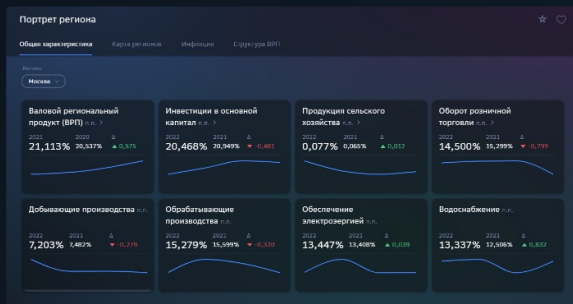 Портрет региона
Общая характеристика Карта регионов Инфляция Структура ВРП
Регион
Москва
Валовой региональный
продукт (ВРП) п.п. >
2021 2020 Δ
21,113% 20,537% ▲ 0,575
Инвестиции в основной
капитал п.п. >
2022 2021 Δ
20,468% 20,949% ▼ -0,481
Продукция сельского
хозяйства п.п. >
2022 2021 Δ
0,077% 0,065% ▲ 0,012
Оборот розничной
торговли п.п. >
2022 2021 Δ
14,500% 15,299% ▼ -0,799
Добывающие производства п.п.
2022 2021 Δ
7,203% 7,482% ▼ -0,279
Обрабатывающие
производства п.п.
2022 2021 Δ
15,279% 15,599% ▼ -0,320
Обеспечение
электроэнергией п.п.
2022 2021 Δ
13,447% 13,408% ▲ 0,039
Водоснабжение п.п.
2022 2021 Δ
13,337% 12,506% ▲ 0,832